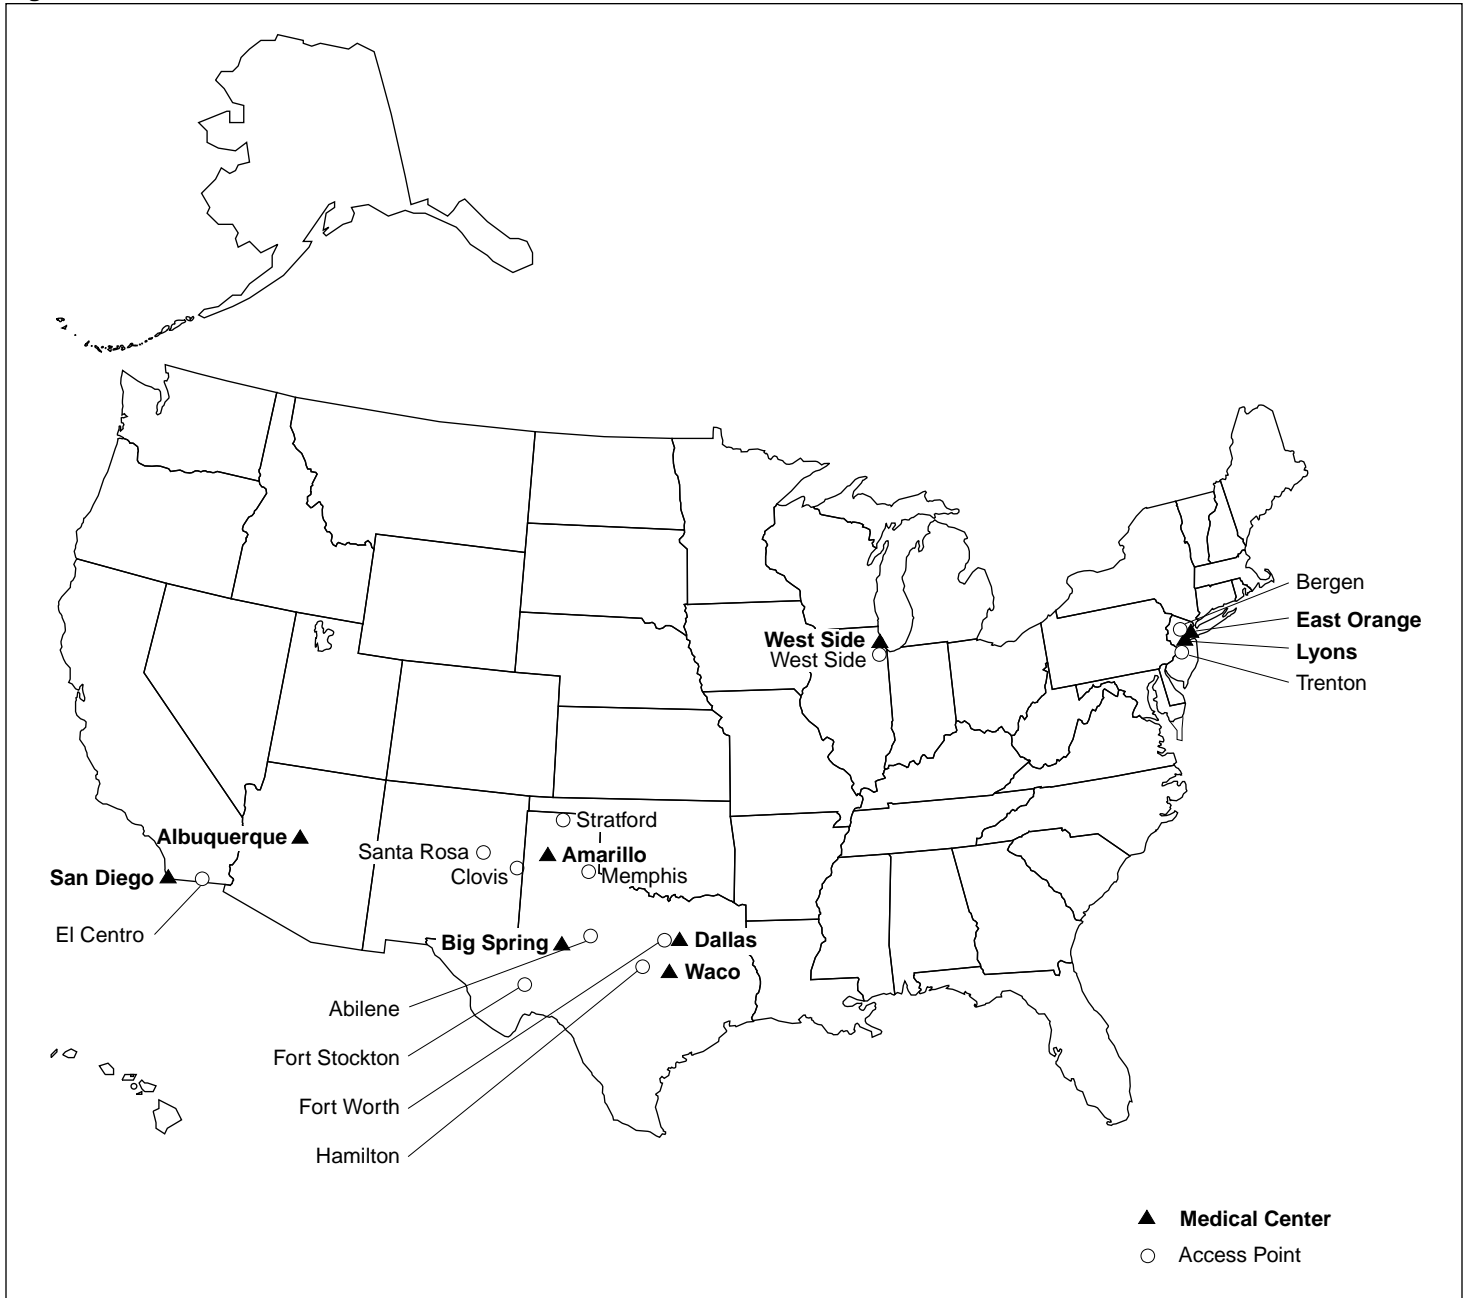 Bergen
East Orange
West Side
Lyons
West Side
Trenton
Stratford
Albuquerque
Santa Rosa
Amarillo
Clovis
Memphis
San Diego
El Centro
Big Spring
Dallas
Waco
Abilene
Fort Stockton
Fort Worth
Hamilton
Medical Center
Access Point